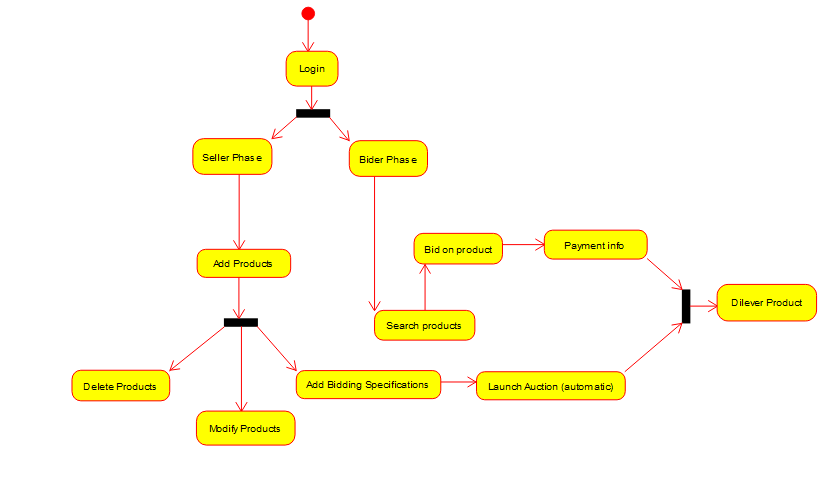 Login
Seller Phase
Bider Phase
Bid on product
Payment info
Add Products
Dilever Product
Search products
Delete Products
Add Bidding Specifications
Launch Auction (automatic)
Modify Products